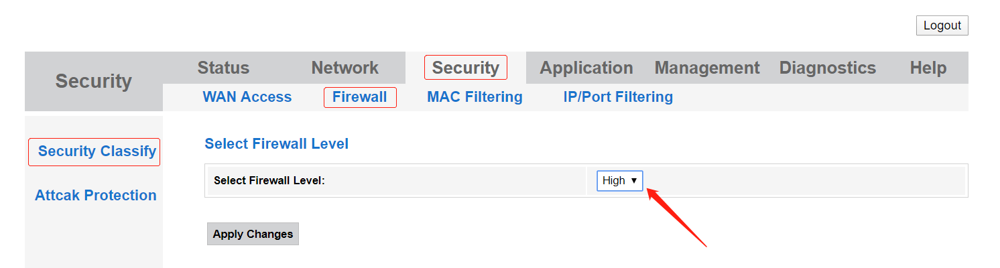 Logout
Security
Status Network Security Application Management Diagnostics Help
WAN Access Firewall MAC Filtering IP/Port Filtering
Security Classify
Attcak Protection
Select Firewall Level
Select Firewall Level: High
Apply Changes